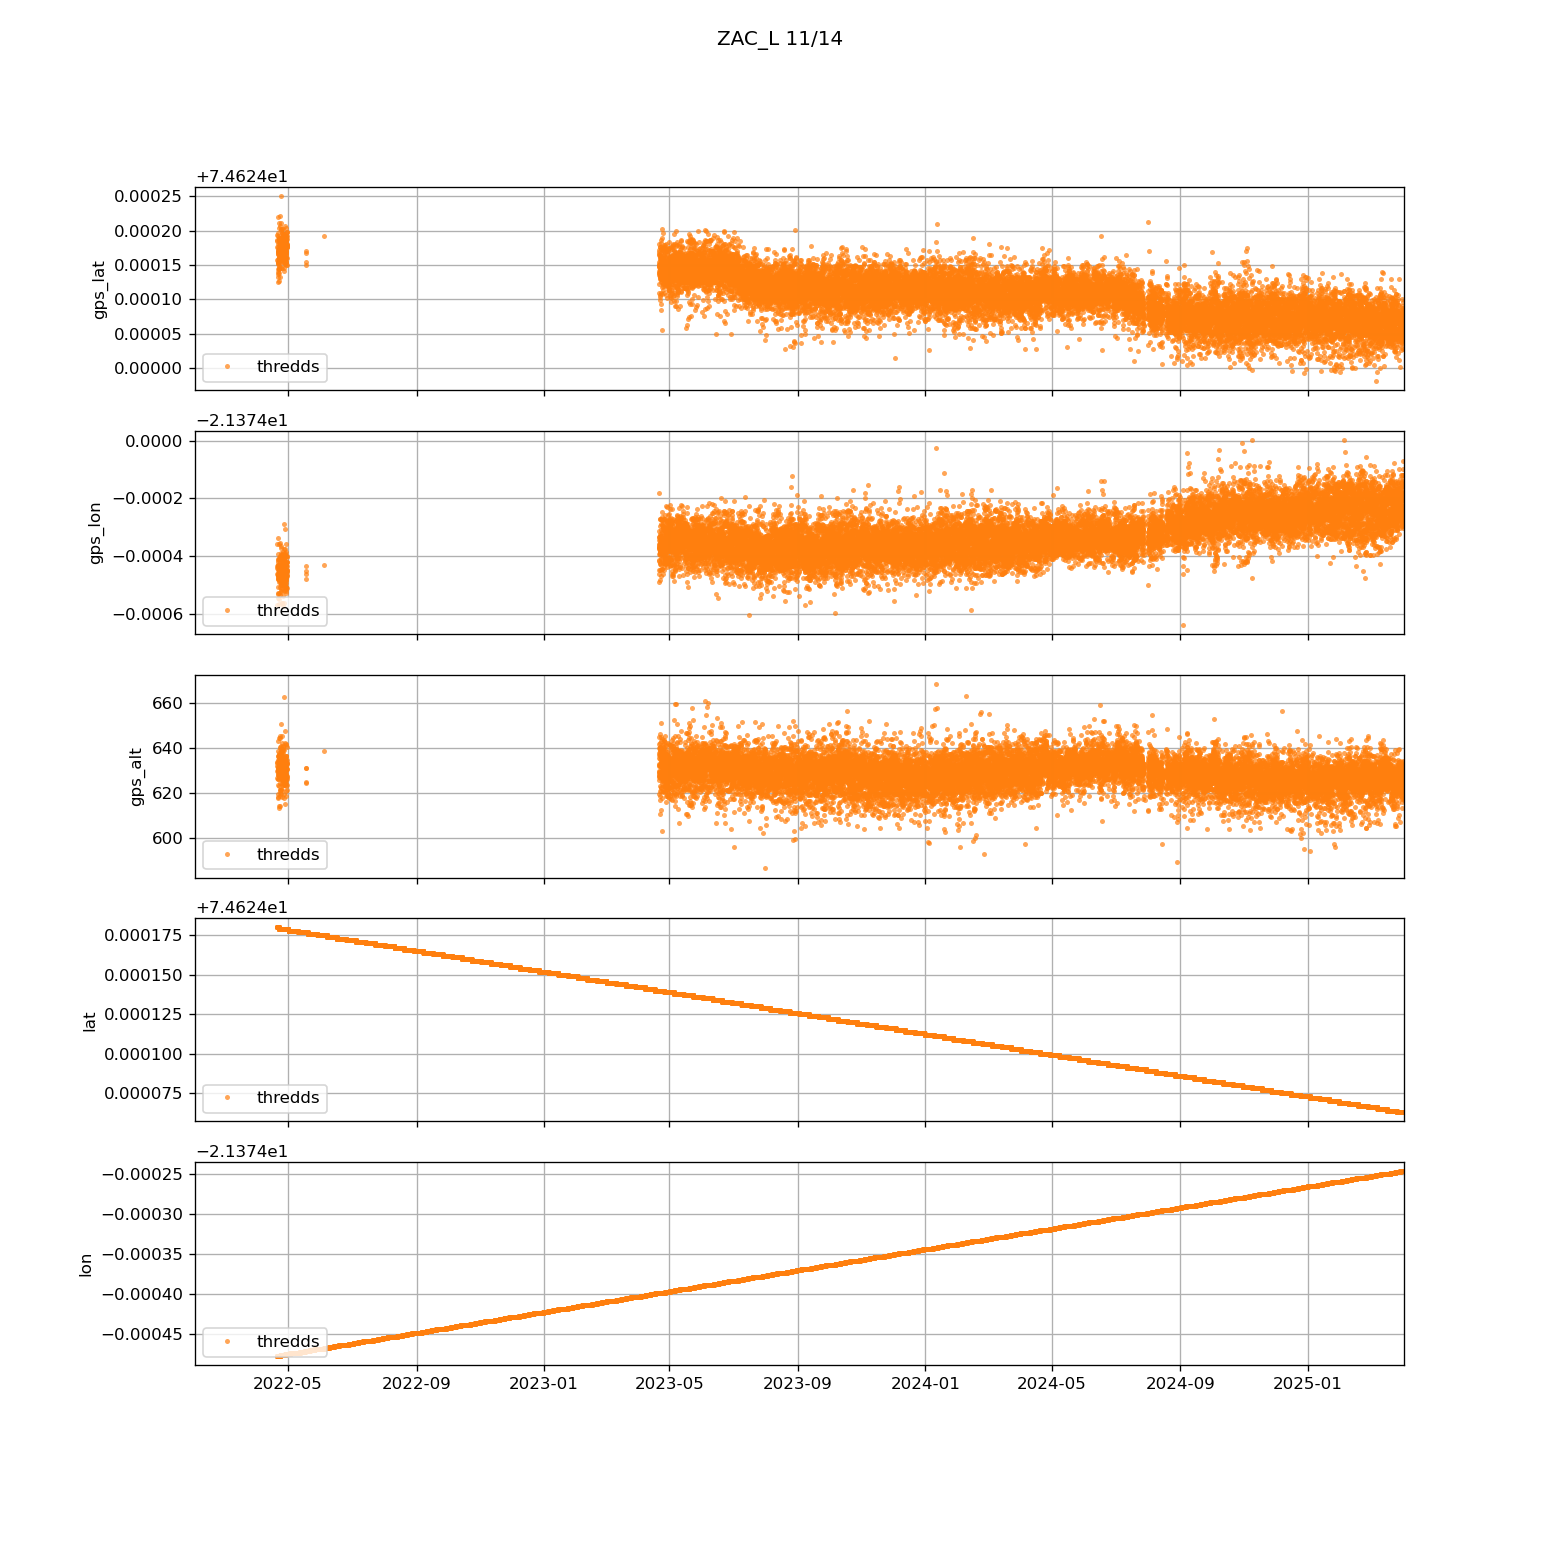 ZAC_L 11/14
+7.4624e1
0.00025
0.00020
0.00015
0.00010
0.00005
0.00000
gps_lat
thredds
−2.1374e1
0.0000
−0.0002
−0.0004
−0.0006
gps_lon
thredds
660
640
620
600
gps_alt
thredds
+7.4624e1
0.000175
0.000150
0.000125
0.000100
0.000075
lat
thredds
−2.1374e1
−0.00025
−0.00030
−0.00035
−0.00040
−0.00045
lon
thredds
2022-05 2022-09 2023-01 2023-05 2023-09 2024-01 2024-05 2024-09 2025-01